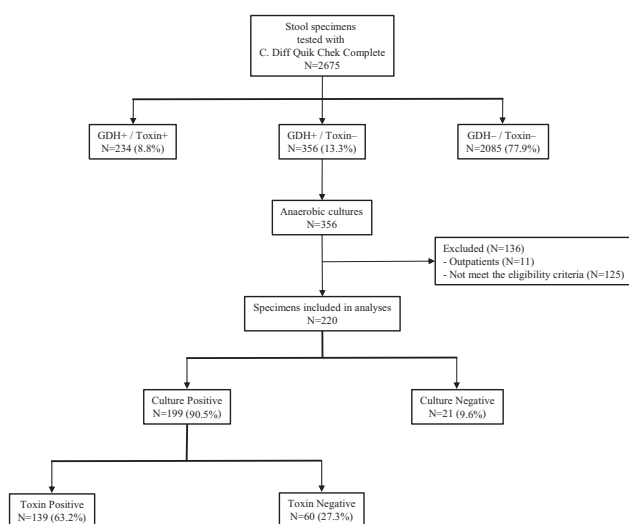 Stool specimens
tested with
C. Diff Quik Chek Complete
N=2675
GDH+ / Toxin+
N=234 (8.8%)
GDH+ / Toxin–
N=356 (13.3%)
GDH– / Toxin–
N=2085 (77.9%)
Anaerobic cultures
N=356
Excluded (N=136)
- Outpatients (N=11)
- Not meet the eligibility criteria (N=125)
Specimens included in analyses
N=220
Culture Positive
N=199 (90.5%)
Culture Negative
N=21 (9.6%)
Toxin Positive
N=139 (63.2%)
Toxin Negative
N=60 (27.3%)